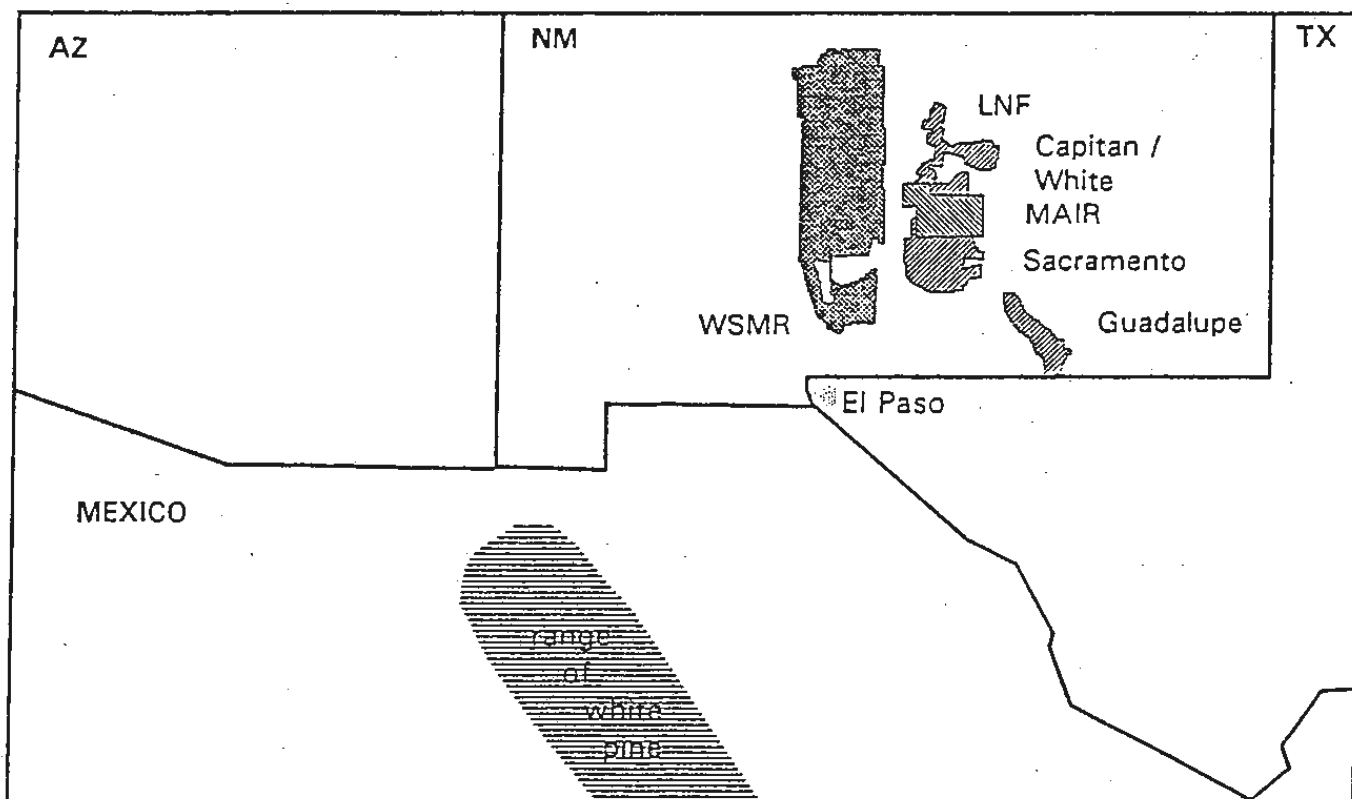 AZ
NM
TX
LNF
Capitan /
White
MAIR
Sacramento
WSMR
Guadalupe
El Paso
MEXICO
range
of
white
pine